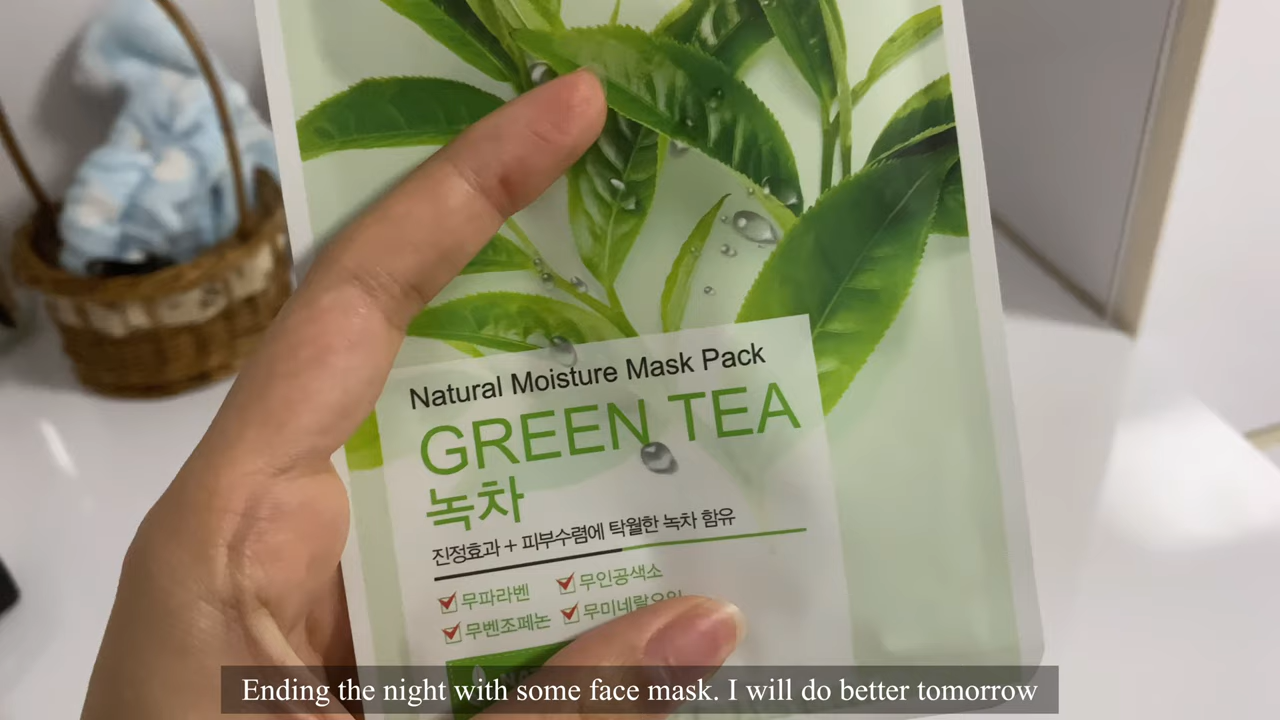 Natural Moisture Mask Pack
GREEN TEA
녹차
진정효과 + 피부수렴에 탁월한 녹차 함유
무파라벤 무인공색소
무벤조페논
Ending the night with some face mask. I will do better tomorrow